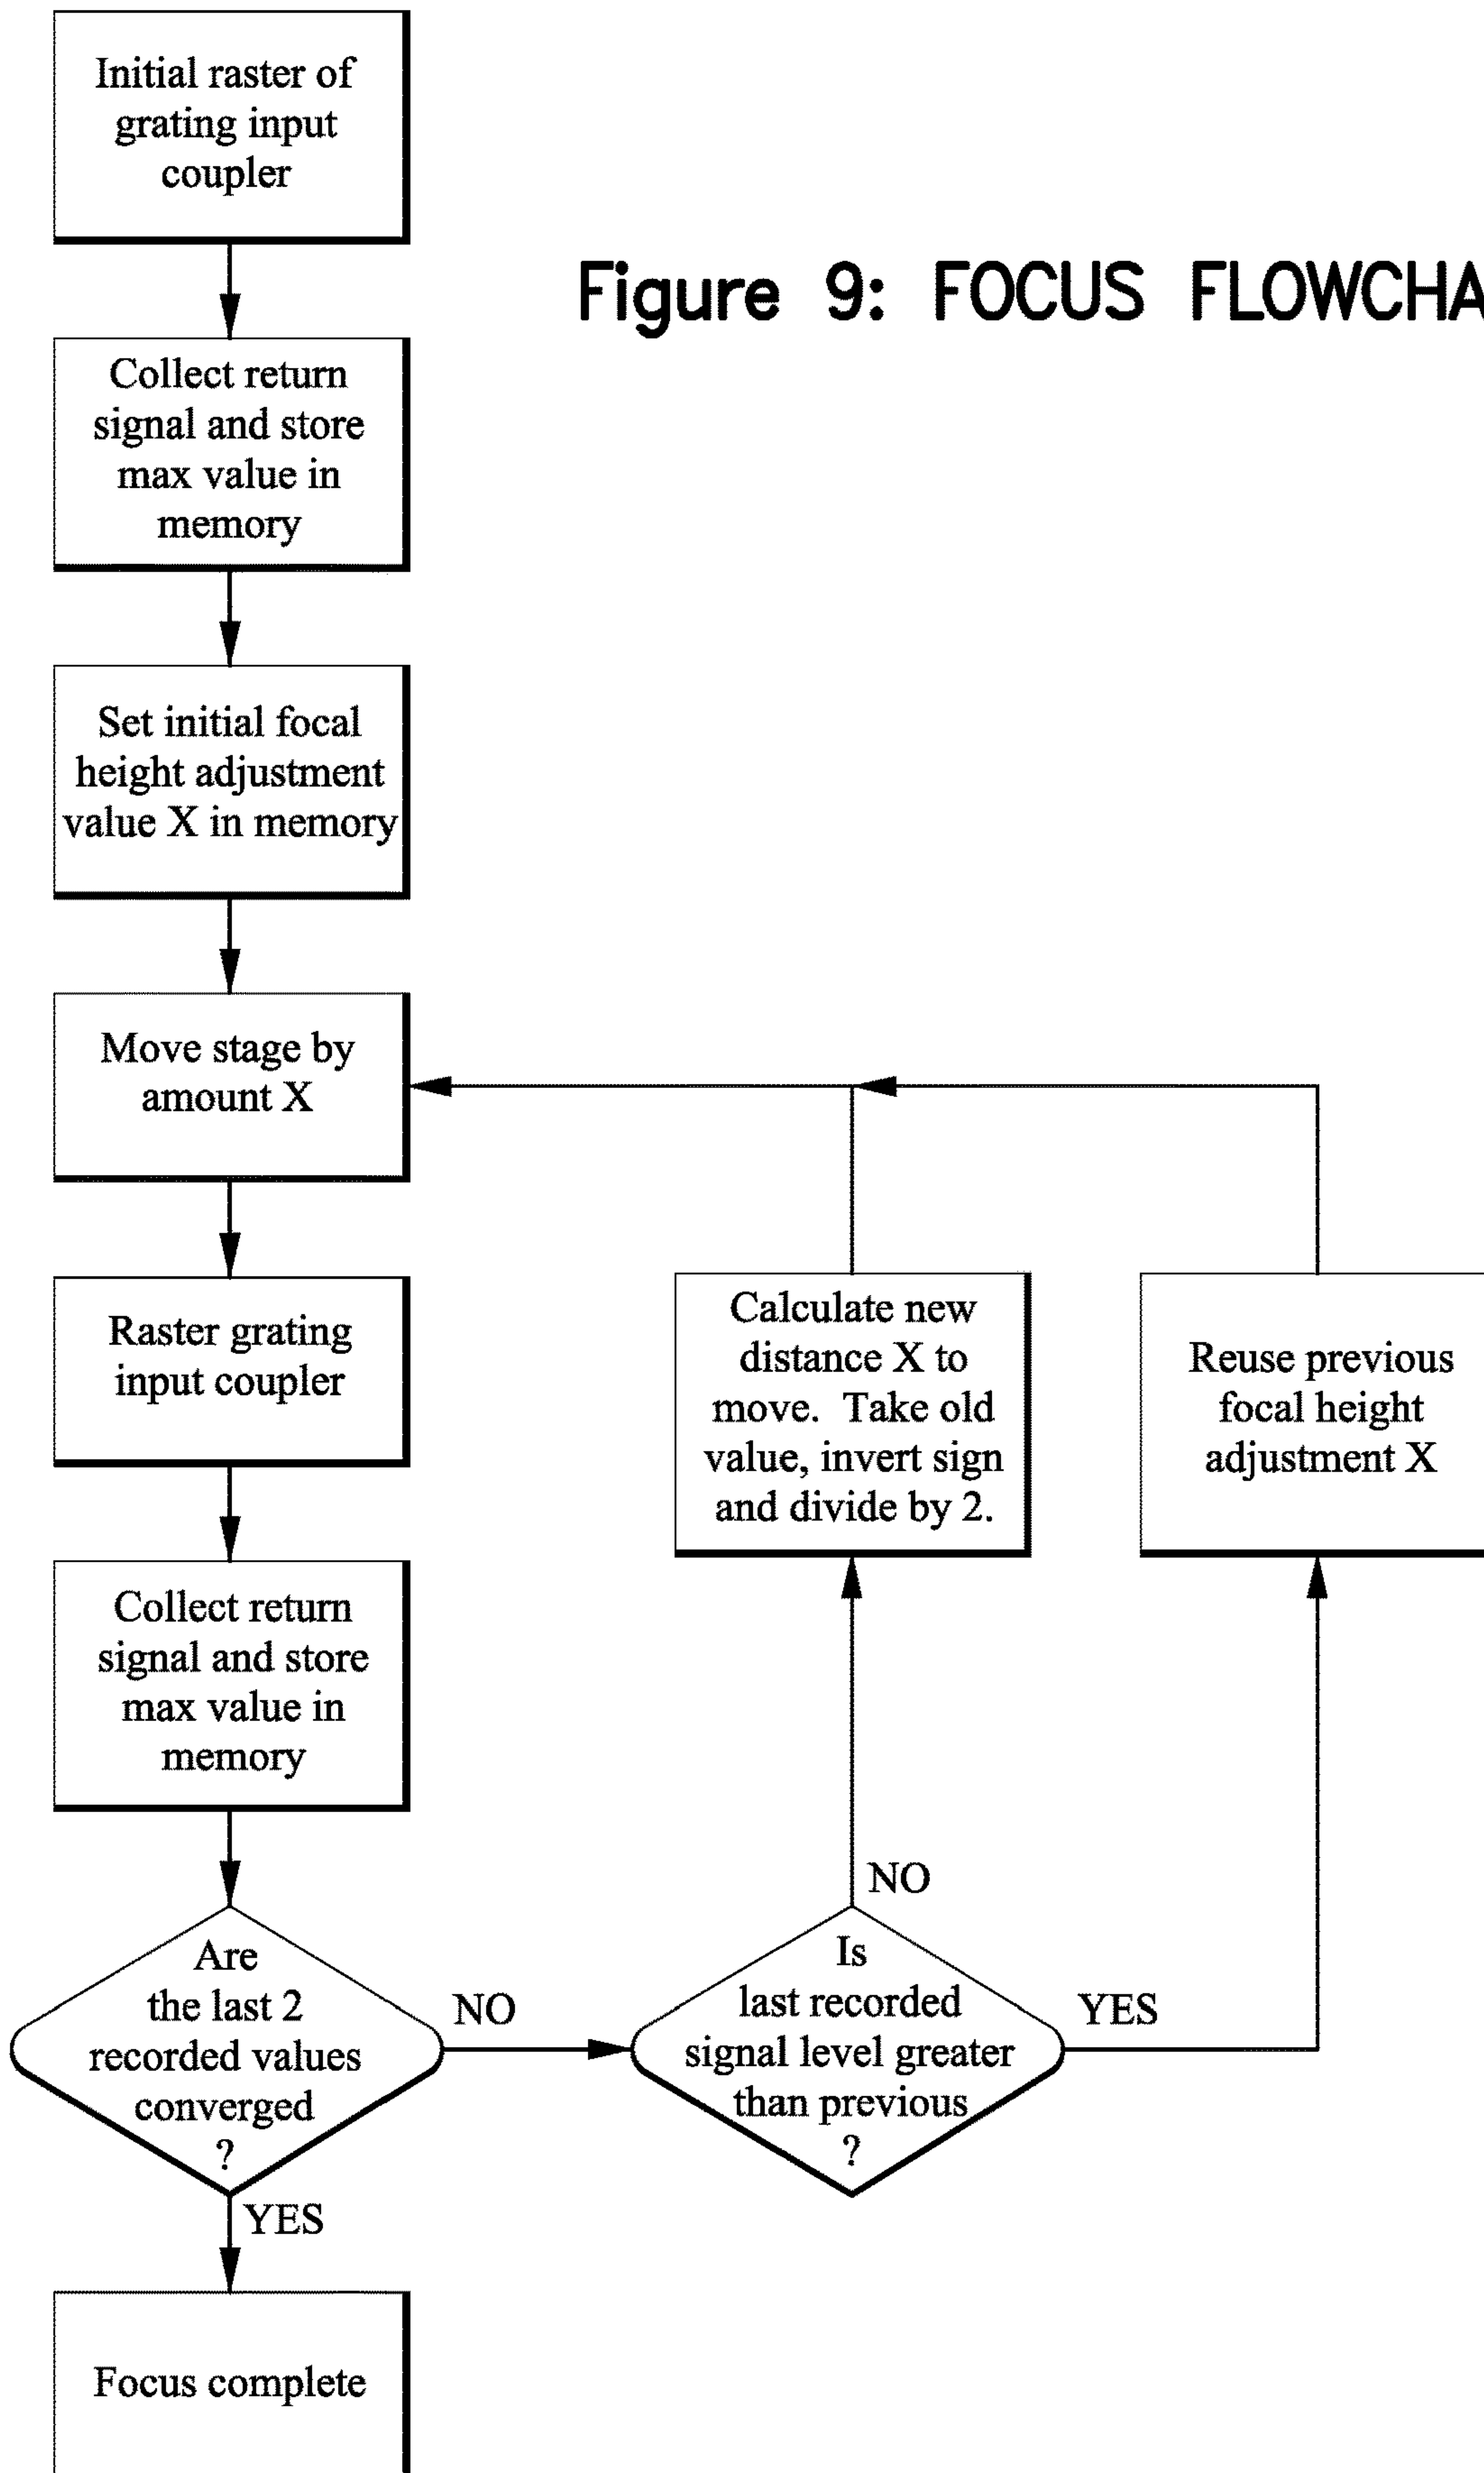 Initial raster of
grating input
coupler
Figure 9: FOCUS FLOWCHA
Collect return
signal and store
max value in
memory
Set initial focal
height adjustment
value X in memory
Move stage by
amount X
Raster grating
input coupler
Calculate new
distance X to
move. Take old
value, invert sign
and divide by 2.
Reuse previous
focal height
adjustment X
Collect return
signal and store
max value in
memory
Are
the last 2
recorded values
converged
?
NO
Is
last recorded
signal level greater
than previous
?
NO
YES
YES
Focus complete